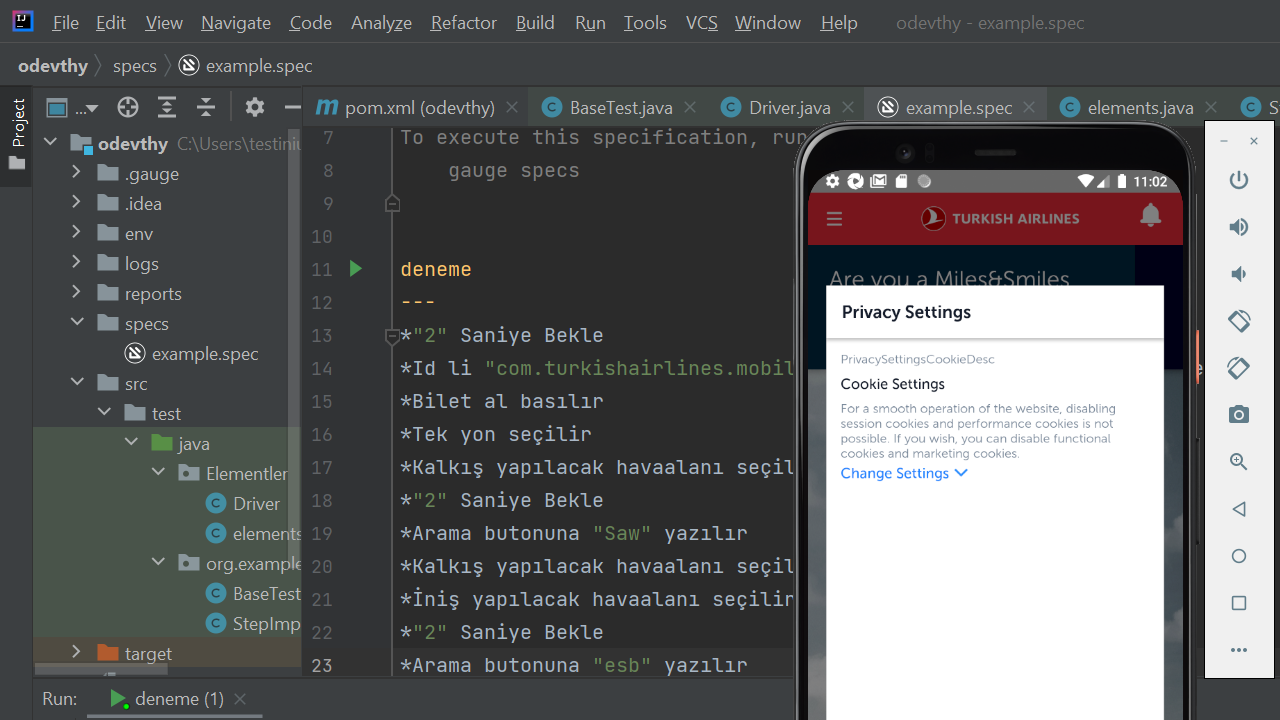 File Edit View Navigate Code Analyze Refactor Build Run Tools VCS Window Help odevthy - example.spec
odevthy specs example.spec
Project
... pom.xml (odevthy) BaseTest.java Driver.java example.spec elements.java
odevthy C:\Users\testiniu
.gauge
.idea
env
logs
reports
specs
example.spec
src
test
java
Elementler
Driver
elements
org.example
BaseTest
StepImp
target
7 To execute this specification, run
8 gauge specs
9
10
11 deneme
12 ---
13 *"2" Saniye Bekle
14 *Id li "com.turkishairlines.mobil
15 *Bilet al basılır
16 *Tek yon seçilir
17 *Kalkış yapılacak havaalanı seçil
18 *"2" Saniye Bekle
19 *Arama butonuna "Saw" yazılır
20 *Kalkış yapılacak havaalanı seçil
21 *İniş yapılacak havaalanı seçilir
22 *"2" Saniye Bekle
23 *Arama butonuna "esb" yazılır
11:02
TURKISH AIRLINES
Are you a Miles&Smiles
Privacy Settings
PrivacySettingsCookieDesc
Cookie Settings
For a smooth operation of the website, disabling
session cookies and performance cookies is not
possible. If you wish, you can disable functional
cookies and marketing cookies.
Change Settings
Run: deneme (1)